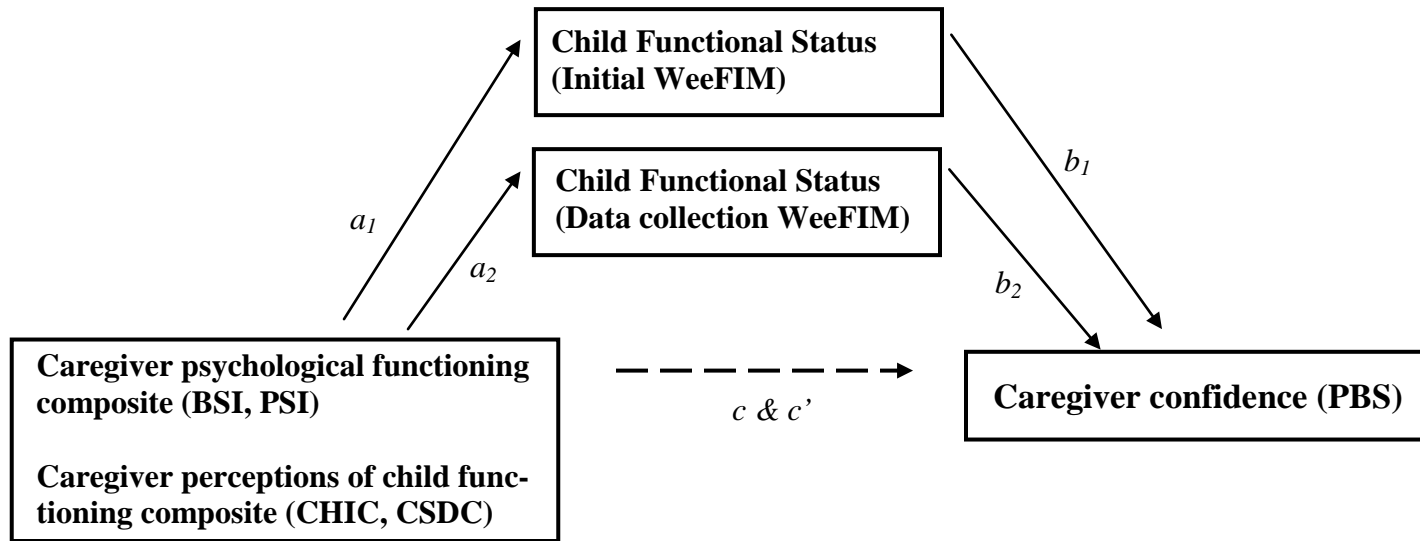 Child Functional Status
(Initial WeeFIM)
Child Functional Status
(Data collection WeeFIM)
a1
a2
b1
b2
Caregiver psychological functioning
composite (BSI, PSI)
Caregiver perceptions of child func-
tioning composite (CHIC, CSDC)
c & c’
Caregiver confidence (PBS)